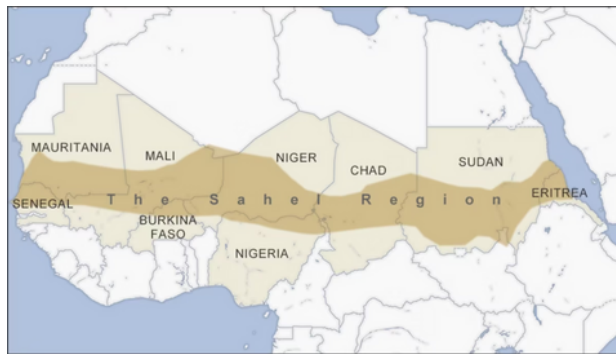 MAURITANIA
MALI
NIGER
CHAD
SUDAN
SENEGAL
The Sahel Region
ERITREA
BURKINA
FASO
NIGERIA